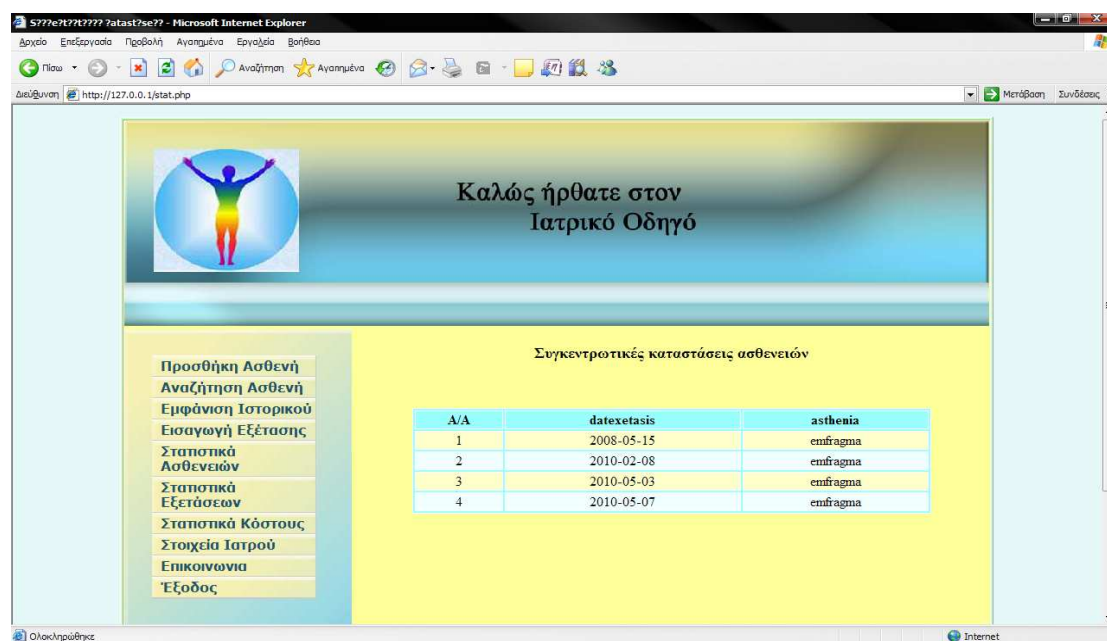 S???e?t??t???? ?atast?se?? - Microsoft Internet Explorer
Αρχείο Επεξεργασία Προβολή Αγαπημένα Εργαλεία Βοήθεια
Πίσω Αναζήτηση Αγαπημένα
Διεύθυνση http://127.0.0.1/stat.php Μετάβαση Συνδέσεις
Καλώς ήρθατε στον
Ιατρικό Οδηγό
Προσθήκη Ασθενή
Αναζήτηση Ασθενή
Εμφάνιση Ιστορικού
Εισαγωγή Εξέτασης
Στατιστικά
Ασθενειών
Στατιστικά
Εξετάσεων
Στατιστικά Κόστους
Στοιχεία Ιατρού
Επικοινωνια
Έξοδος
Συγκεντρωτικές καταστάσεις ασθενειών
Α/Α datexetasis asthenia
1 2008-05-15 emfragma
2 2010-02-08 emfragma
3 2010-05-03 emfragma
4 2010-05-07 emfragma
Ολοκληρώθηκε Internet